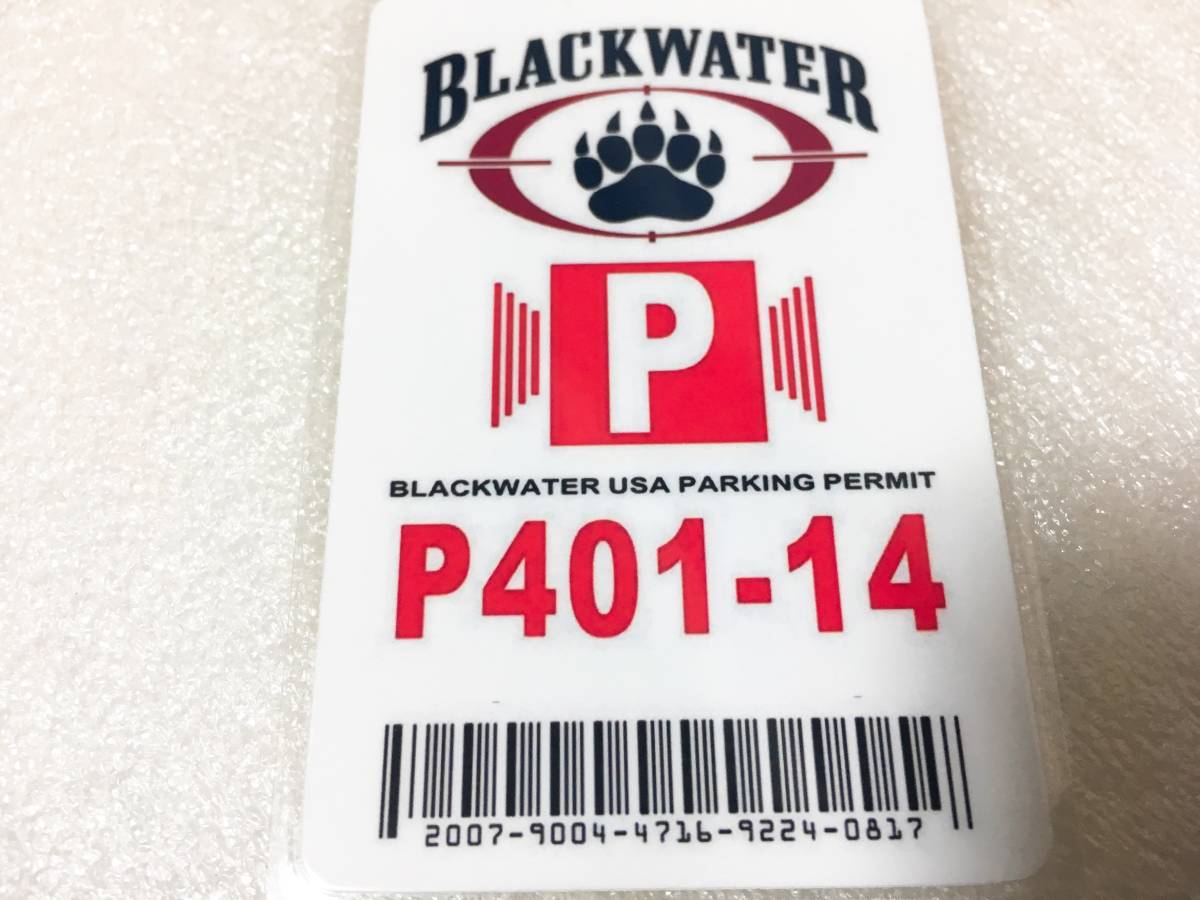 BLACKWATER
P
BLACKWATER USA PARKING PERMIT
P401-14
2007-9004-4716-9224-0817